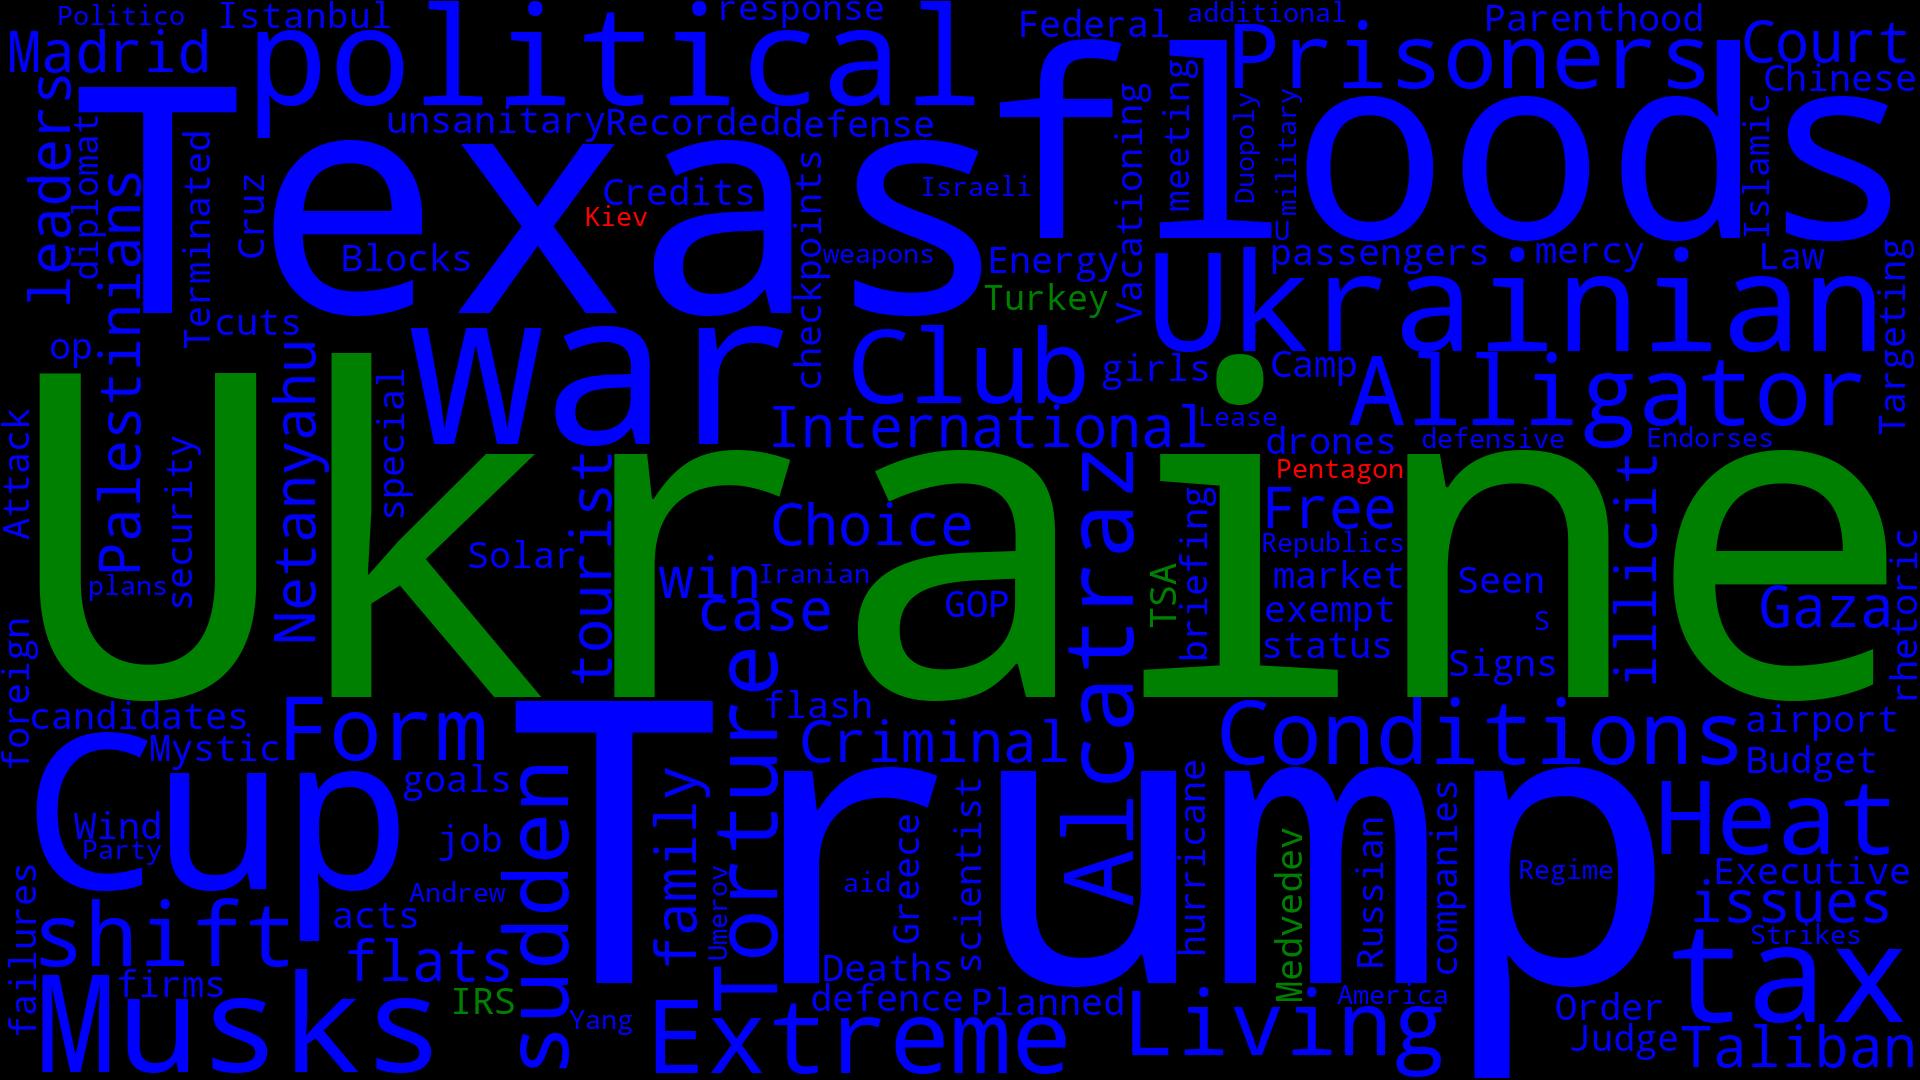 Politico
Istanbul
response
Federal
additional
Parenthood
Madrid
political
floods
Prisoners
Court
Chinese
leaders
diplomat
Texas
unsanitary
Recorded
defense
Vacationing
meeting
Duopoly
military
Islamic
Palestinians
Terminated
Cruz
Credits
Kiev
Israeli
checkpoints
Blocks
weapons
Energy
passengers
mercy
Law
Targeting
Turkey
Ukrainian
cuts
op
war
Club
girls
Camp
Alligator
Netanyahu
special
International
Lease
drones
defensive
Endorses
Attack
security
Ukraine
tourist
Alcatraz
Pentagon
illicit
Choice
Free
briefing
Republics
Solar
win
Iranian
TSA
market
Seen
plans
case
GOP
exempt
S
Gaza
rhetoric
status
Signs
foreign
candidates
Form
Torture
flash
Conditions
airport
Mystic
Criminal
Budget
Cup
goals
sudden
Trump
family
scientist
hurricane
companies
Heat
Wind
job
Greece
Medvedev
Russian
Party
Executive
Regime
failures
Andrew
Umerov
aid
issues
shift
acts
Strikes
flats
Deaths
tax
firms
Musks
IRS
defence
Planned
Living
America
Order
Yang
Extreme
Judge
Taliban